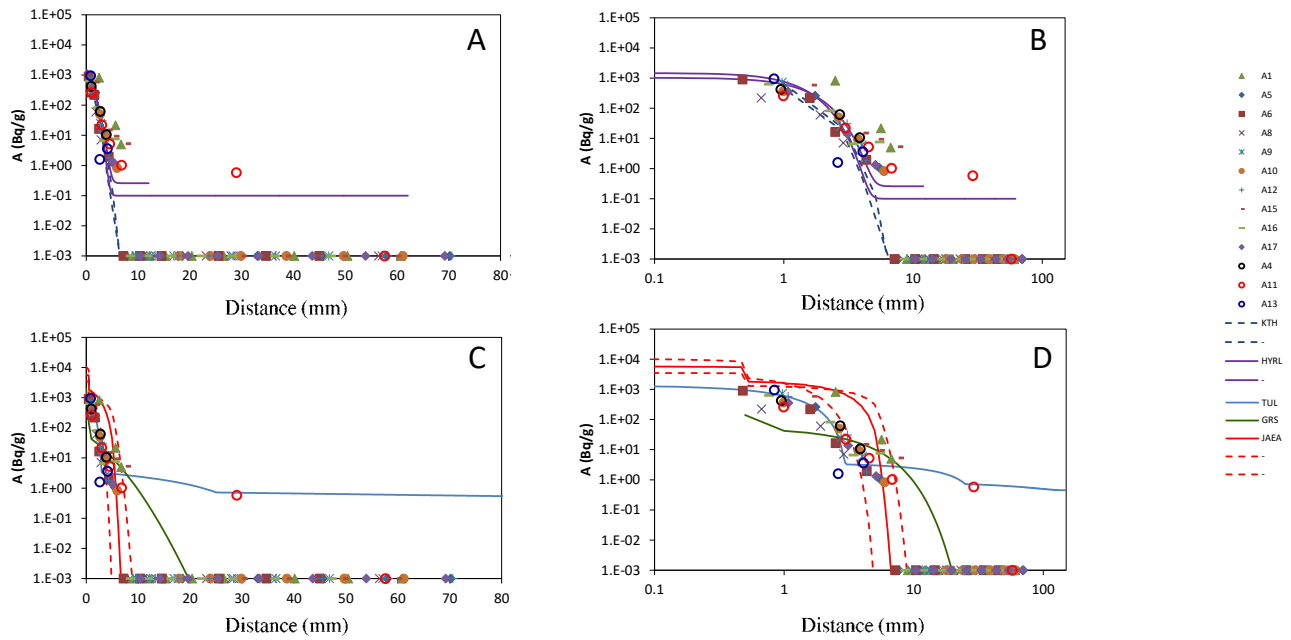 A
1.E+05
1.E+04
1.E+03
1.E+02
1.E+01
1.E+00
1.E-01
1.E-02
1.E-03
A (Bq/g)
0 10 20 30 40 50 60 70 80
Distance (mm)
B
1.E+05
1.E+04
1.E+03
1.E+02
1.E+01
1.E+00
1.E-01
1.E-02
1.E-03
A (Bq/g)
0.1 1 10 100
Distance (mm)
C
1.E+05
1.E+04
1.E+03
1.E+02
1.E+01
1.E+00
1.E-01
1.E-02
1.E-03
A (Bq/g)
0 10 20 30 40 50 60 70 80
Distance (mm)
D
1.E+05
1.E+04
1.E+03
1.E+02
1.E+01
1.E+00
1.E-01
1.E-02
1.E-03
A (Bq/g)
0.1 1 10 100
Distance (mm)
A1
A5
A6
A8
A9
A10
A12
A15
A16
A17
A4
A11
A13
KTH
-
HYRL
-
TUL
GRS
JAEA
-
-